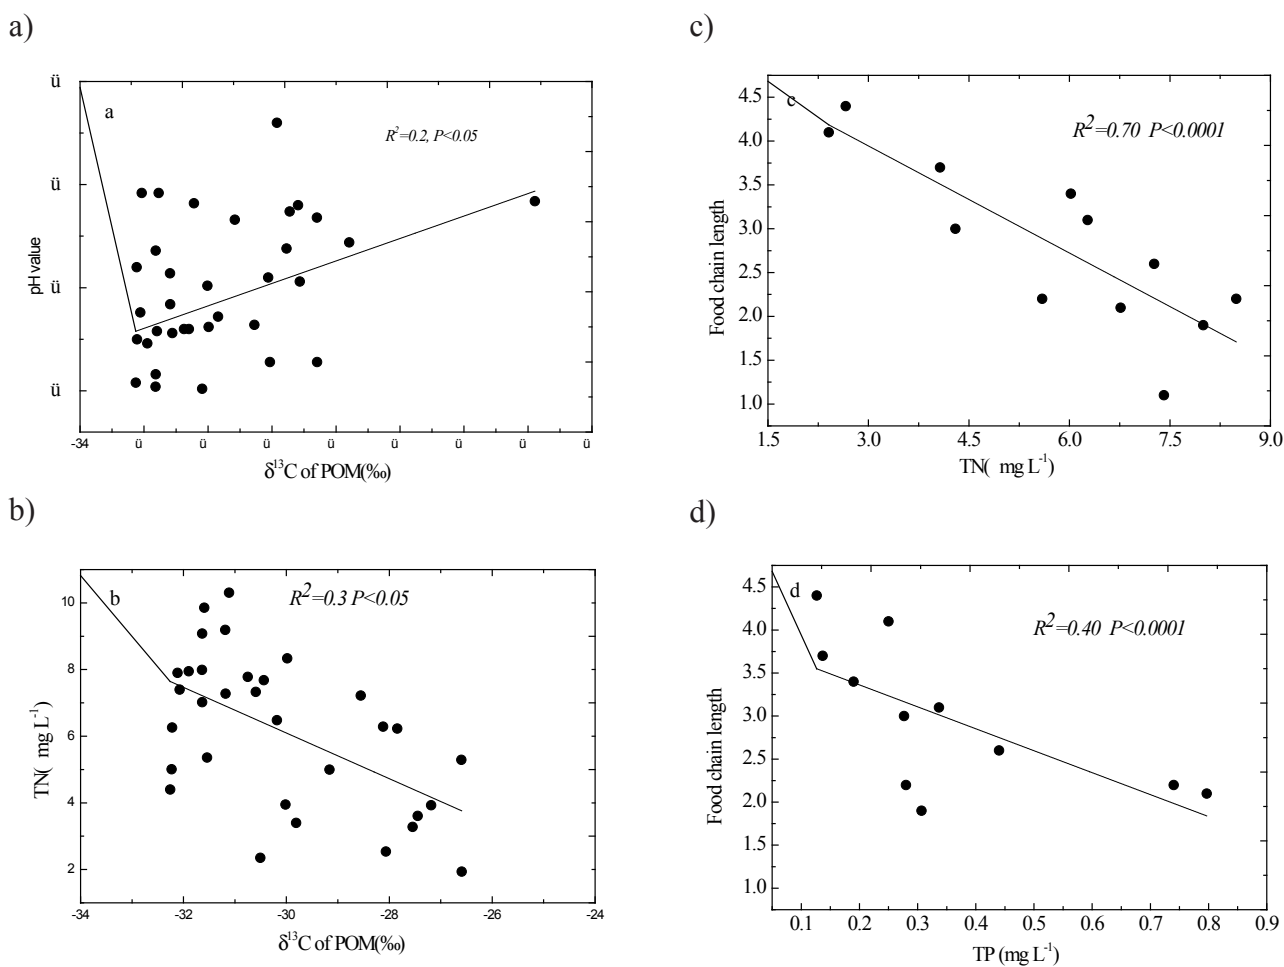 a)
ü
ü
ü
ü
pH value
a
R²=0.2, P<0.05
-34
ü
ü
ü
ü
ü
ü
ü
ü
δ¹³C of POM(‰)
b)
10
8
6
4
2
TN( mg L⁻¹)
b
R²=0.3 P<0.05
-34
-32
-30
-28
-26
-24
δ¹³C of POM(‰)
c)
4.5
4.0
3.5
3.0
2.5
2.0
1.5
1.0
Food chain length
c
R²=0.70 P<0.0001
1.5
3.0
4.5
6.0
7.5
9.0
TN( mg L⁻¹)
d)
4.5
4.0
3.5
3.0
2.5
2.0
1.5
1.0
Food chain length
d
R²=0.40 P<0.0001
0.1
0.2
0.3
0.4
0.5
0.6
0.7
0.8
0.9
TP (mg L⁻¹)